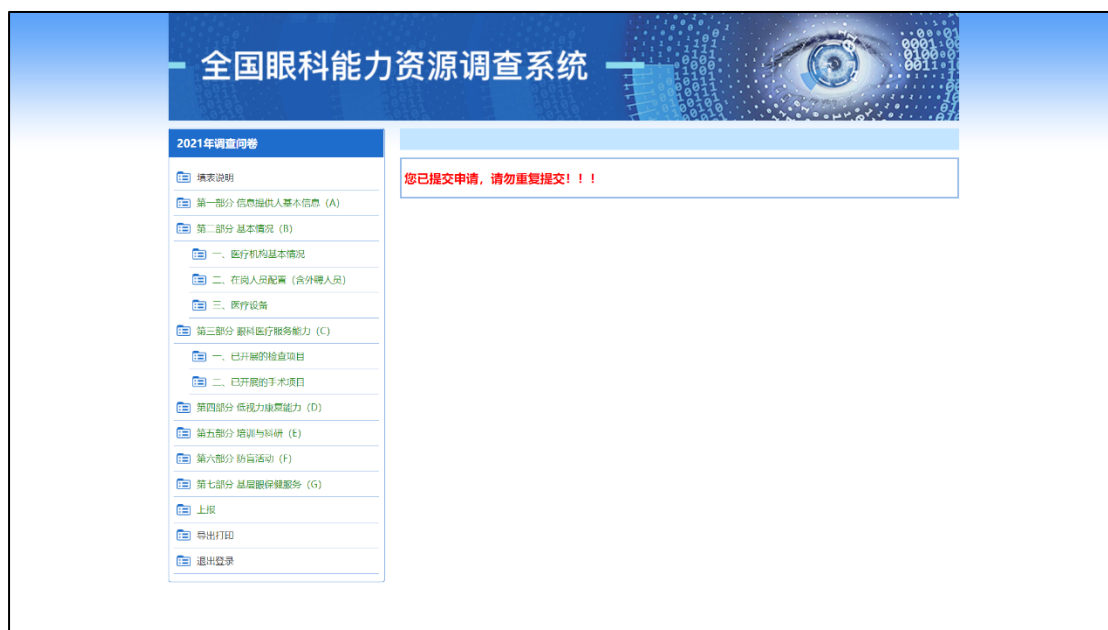 全国眼科能力资源调查系统
2021年调查问卷
填表说明
第一部分 信息提供人基本信息（A）
第二部分 基本情况（B）
一、医疗机构基本情况
二、在岗人员配置（含外聘人员）
三、医疗设备
第三部分 眼科医疗服务能力（C）
一、已开展的检查项目
二、已开展的手术项目
第四部分 低视力康复能力（D）
第五部分 培训与科研（E）
第六部分 防盲活动（F）
第七部分 基层眼保健服务（G）
上报
导出打印
退出登录
您已提交申请，请勿重复提交！！！